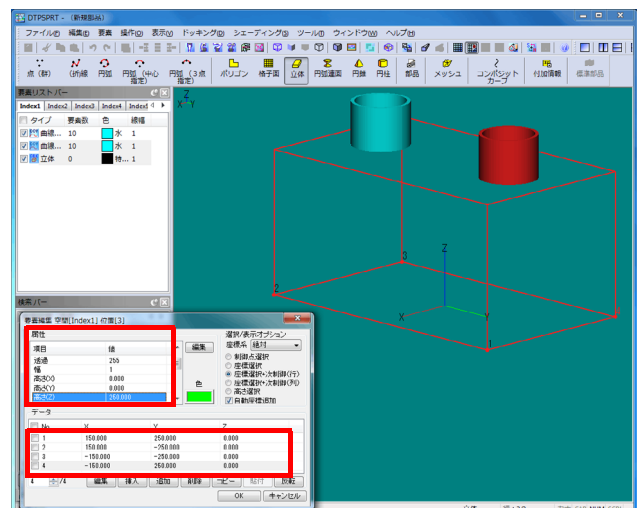 DTPSPRT - (新規部品)
ファイル(F) 編集(E) 要素 操作(O) 表示(V) ドッキング(D) シェーディング(S) ツール(T) ウィンドウ(W) ヘルプ(H)
点(群) (折)線 円弧 円弧(中心指定) 円弧(3点指定) ポリゴン 格子面 立体 円弧連面 円錐 円柱 部品 メッシュ コンポジットカーブ 付加情報 標準部品
要素リストバー
Index1 Index2 Index3 Index4 Index5
タイプ 要素数 色 線幅
曲線... 10 水 1
曲線... 10 水 1
立体 0 特... 1
Z
X Y
検索バー
3
Z
2
X Y
1
要素編集 空間[Index1] 位置[3]
属性
項目 値
透過 255
幅 1
高さ(X) 0.000
高さ(Y) 0.000
高さ(Z) 250.000
編集
色
選択/表示オプション
座標系 絶対
制御点選択
座標選択
座標選択+次制御(行)
座標選択+次制御(列)
高さ選択
自動座標追加
データ
No. X Y Z
1 150.000 250.000 0.000
2 150.000 -250.000 0.000
3 -150.000 -250.000 0.000
4 -150.000 250.000 0.000
4 /4 編集 挿入 追加 削除 コピー 貼付 反転
OK キャンセル